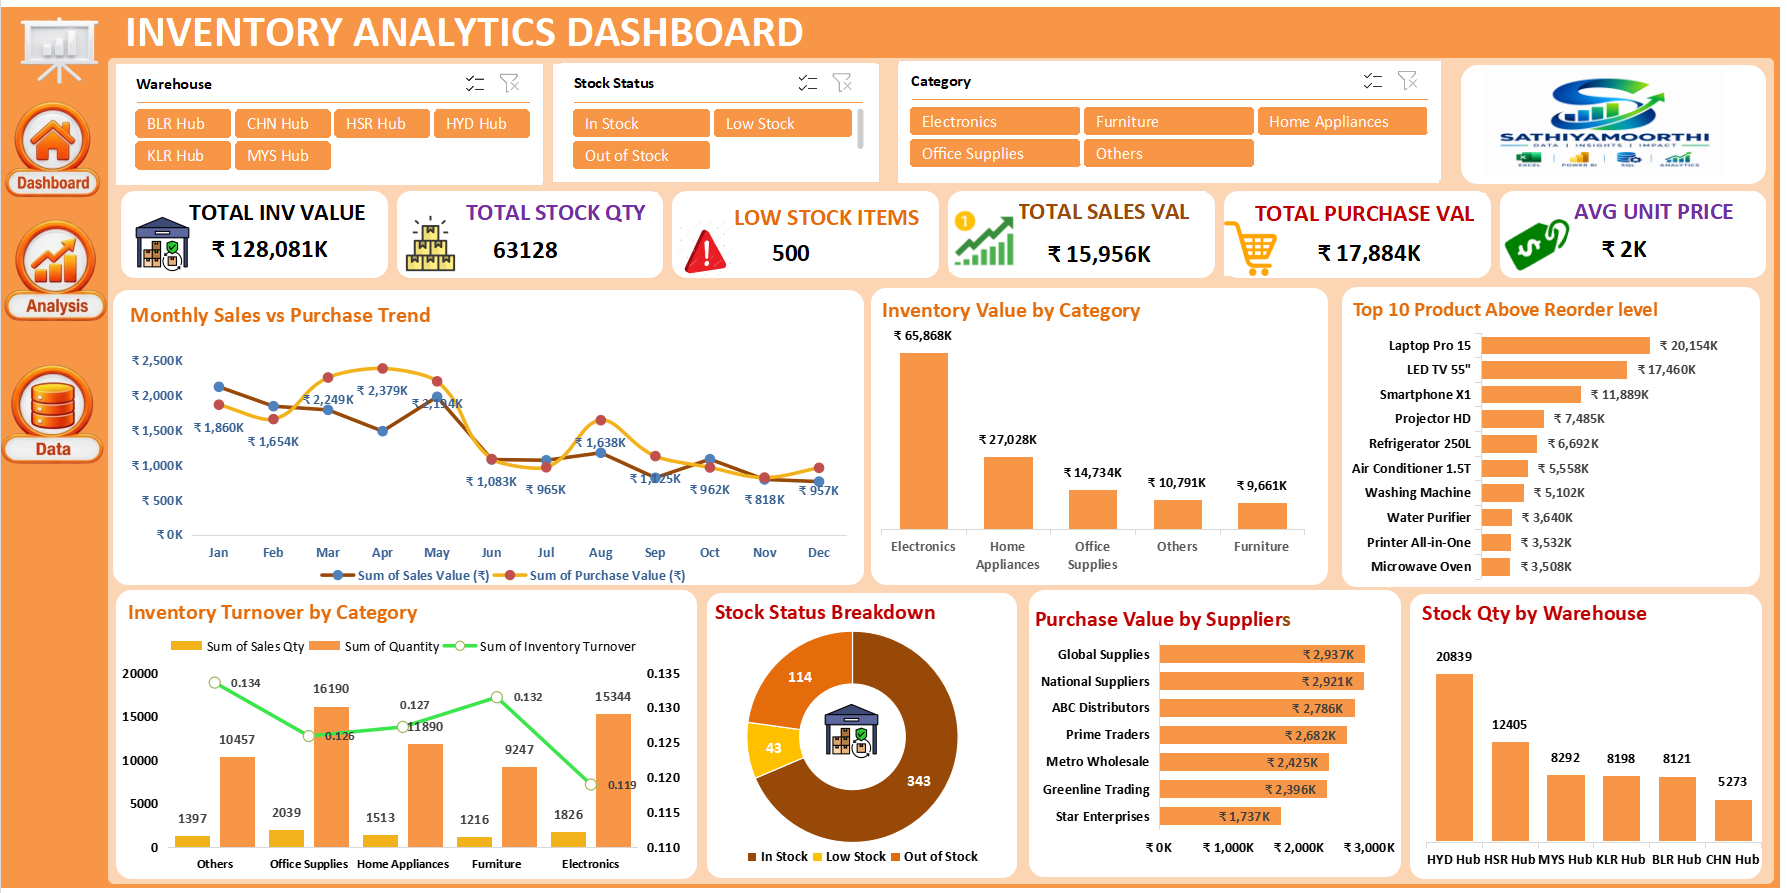 INVENTORY ANALYTICS DASHBOARD
Warehouse
BLR Hub
CHN Hub
HSR Hub
HYD Hub
KLR Hub
MYS Hub
Stock Status
In Stock
Low Stock
Out of Stock
Category
Electronics
Furniture
Home Appliances
Office Supplies
Others
SATHIYAMOORTHI
DATA | INSIGHTS | IMPACT
EXCEL
POWER BI
SQL
ANALYTICS
Dashboard
Analysis
Data
TOTAL INV VALUE
₹ 128,081K
TOTAL STOCK QTY
63128
LOW STOCK ITEMS
500
1
TOTAL SALES VAL
₹ 15,956K
TOTAL PURCHASE VAL
₹ 17,884K
AVG UNIT PRICE
₹ 2K
Monthly Sales vs Purchase Trend
₹ 2,500K
₹ 2,000K
₹ 1,500K
₹ 1,000K
₹ 500K
₹ 0K
₹ 1,860K
₹ 1,654K
₹ 2,249K
₹ 2,379K
₹ 2,194K
₹ 1,083K
₹ 965K
₹ 1,638K
₹ 1,125K
₹ 962K
₹ 818K
₹ 957K
Jan Feb Mar Apr May Jun Jul Aug Sep Oct Nov Dec
Sum of Sales Value (₹) Sum of Purchase Value (₹)
Inventory Value by Category
₹ 65,868K
₹ 27,028K
₹ 14,734K
₹ 10,791K
₹ 9,661K
Electronics
Home
Appliances
Office
Supplies
Others
Furniture
Top 10 Product Above Reorder level
Laptop Pro 15 ₹ 20,154K
LED TV 55" ₹ 17,460K
Smartphone X1 ₹ 11,889K
Projector HD ₹ 7,485K
Refrigerator 250L ₹ 6,692K
Air Conditioner 1.5T ₹ 5,558K
Washing Machine ₹ 5,102K
Water Purifier ₹ 3,640K
Printer All-in-One ₹ 3,532K
Microwave Oven ₹ 3,508K
Inventory Turnover by Category
Sum of Sales Qty Sum of Quantity Sum of Inventory Turnover
20000
15000
10000
5000
0
0.135
0.130
0.125
0.120
0.115
0.110
0.134
0.126
0.127
0.132
0.119
1397
10457
2039
16190
1513
11890
1216
9247
1826
15344
Others Office Supplies Home Appliances Furniture Electronics
Stock Status Breakdown
114
43
343
In Stock Low Stock Out of Stock
Purchase Value by Suppliers
Global Supplies ₹ 2,937K
National Suppliers ₹ 2,921K
ABC Distributors ₹ 2,786K
Prime Traders ₹ 2,682K
Metro Wholesale ₹ 2,425K
Greenline Trading ₹ 2,396K
Star Enterprises ₹ 1,737K
₹ 0K ₹ 1,000K ₹ 2,000K ₹ 3,000K
Stock Qty by Warehouse
20839
12405
8292
8198
8121
5273
HYD Hub HSR Hub MYS Hub KLR Hub BLR Hub CHN Hub